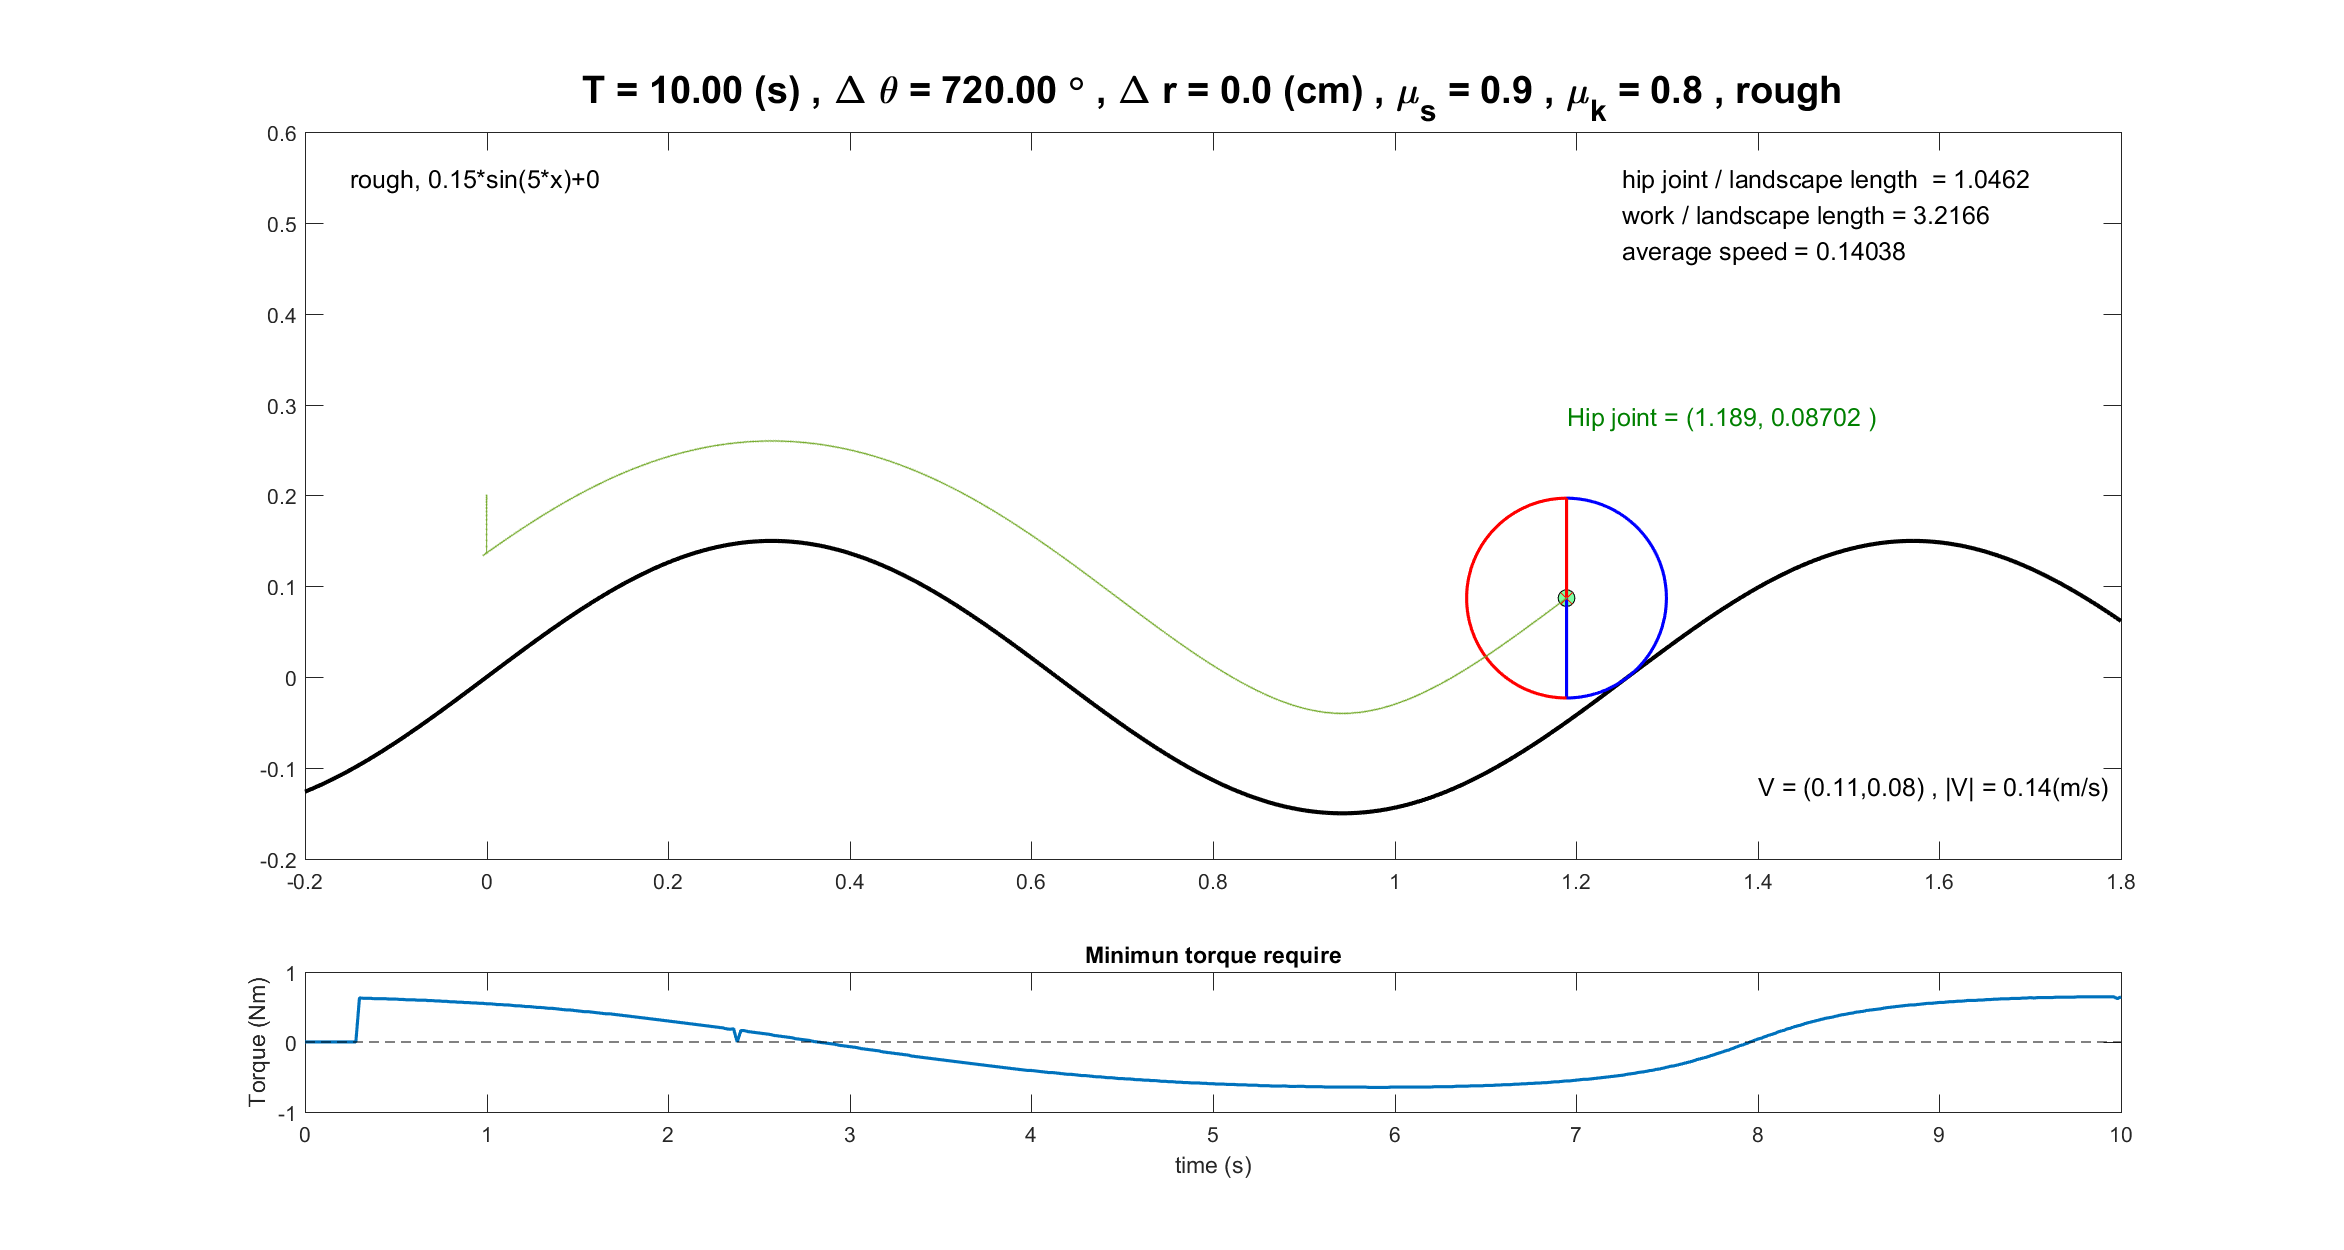 T = 10.00 (s) , Δ θ = 720.00 ° , Δ r = 0.0 (cm) , μs = 0.9 , μk = 0.8 , rough
0.6
0.5
0.4
0.3
0.2
0.1
0
-0.1
-0.2
rough, 0.15*sin(5*x)+0
hip joint / landscape length  = 1.0462
work / landscape length = 3.2166
average speed = 0.14038
Hip joint = (1.189, 0.08702 )
V = (0.11,0.08) , |V| = 0.14(m/s)
-0.2 0 0.2 0.4 0.6 0.8 1 1.2 1.4 1.6 1.8
Minimun torque require
Torque (Nm)
1
0
-1
0 1 2 3 4 5 6 7 8 9 10
time (s)